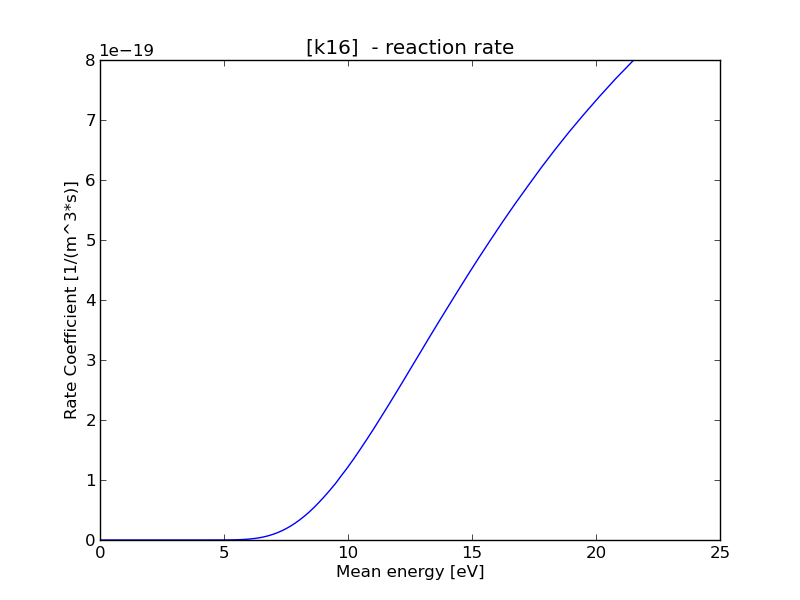 [k16]  - reaction rate
1e−19
8
7
6
5
4
3
2
1
0
Rate Coefficient [1/(m^3*s)]
0 5 10 15 20 25
Mean energy [eV]